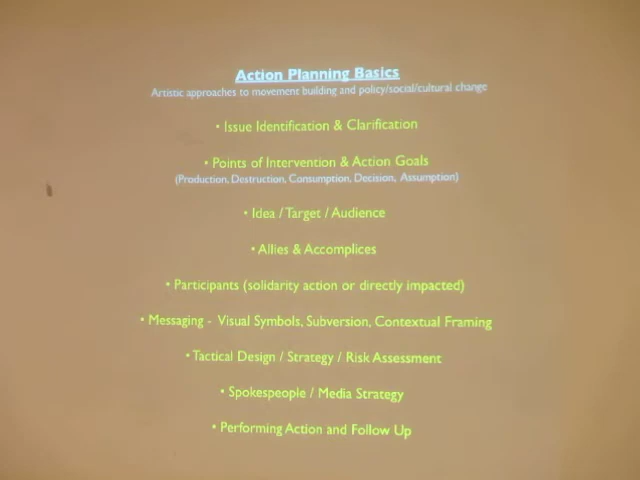 Action Planning Basics
Artistic approaches to movement building and policy/social/cultural change
• Issue Identification & Clarification
• Points of Intervention & Action Goals
(Production, Destruction, Consumption, Decision, Assumption)
• Idea / Target / Audience
• Allies & Accomplices
• Participants (solidarity action or directly impacted)
• Messaging - Visual Symbols, Subversion, Contextual Framing
• Tactical Design / Strategy / Risk Assessment
• Spokespeople / Media Strategy
• Performing Action and Follow Up